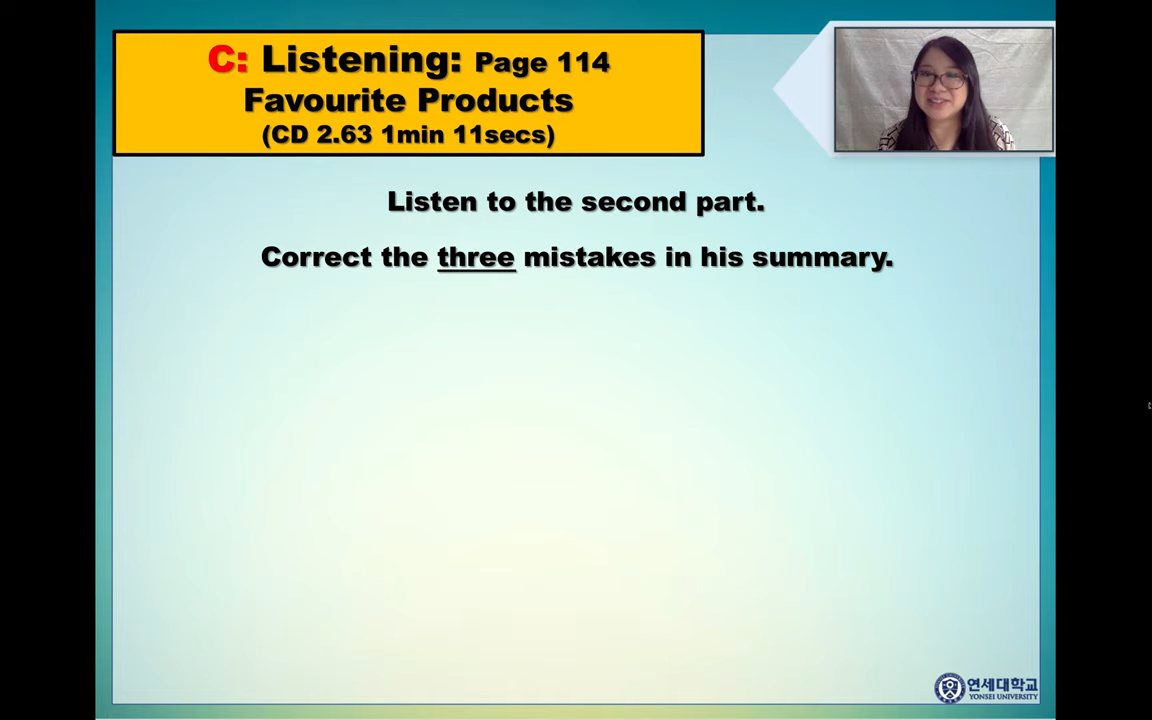 C: Listening: Page 114
Favourite Products
(CD 2.63 1min 11secs)
Listen to the second part.
Correct the three mistakes in his summary.
연세대학교
YONSEI UNIVERSITY